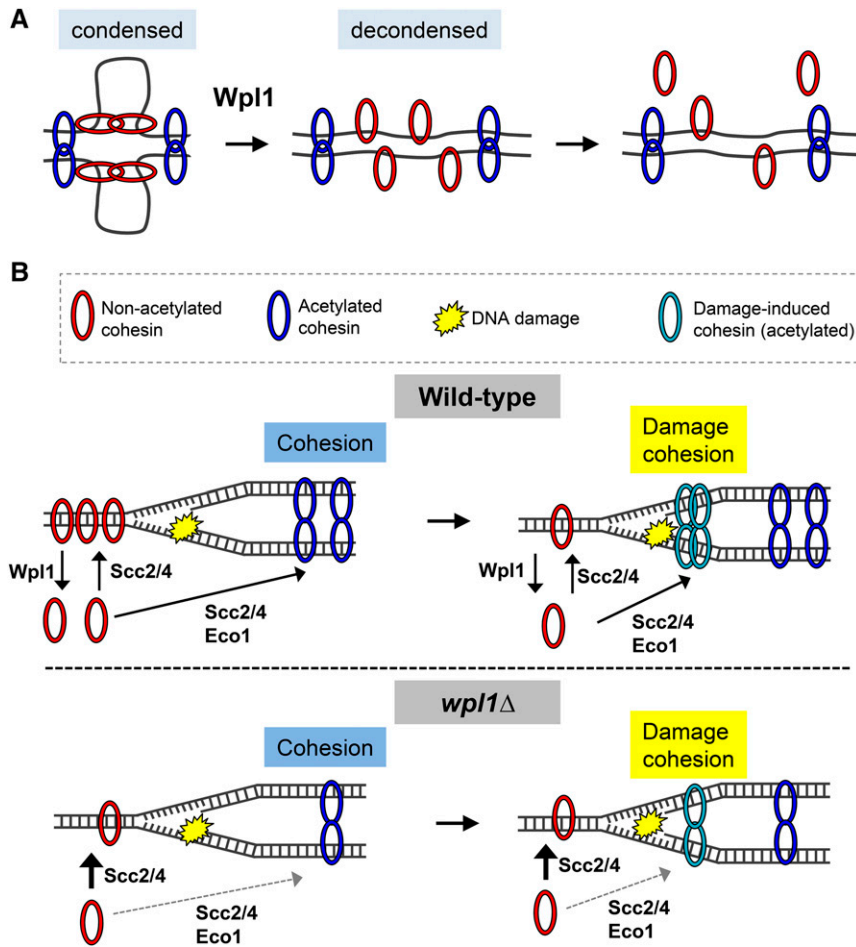 A
condensed
decondensed
Wpl1
B
Non-acetylated
cohesin
Acetylated
cohesin
DNA damage
Damage-induced
cohesin (acetylated)
Wild-type
Cohesion
Damage
cohesion
Wpl1
Scc2/4
Scc2/4
Eco1
Wpl1
Scc2/4
Scc2/4
Eco1
wpl1Δ
Cohesion
Damage
cohesion
Scc2/4
Scc2/4
Eco1
Scc2/4
Scc2/4
Eco1